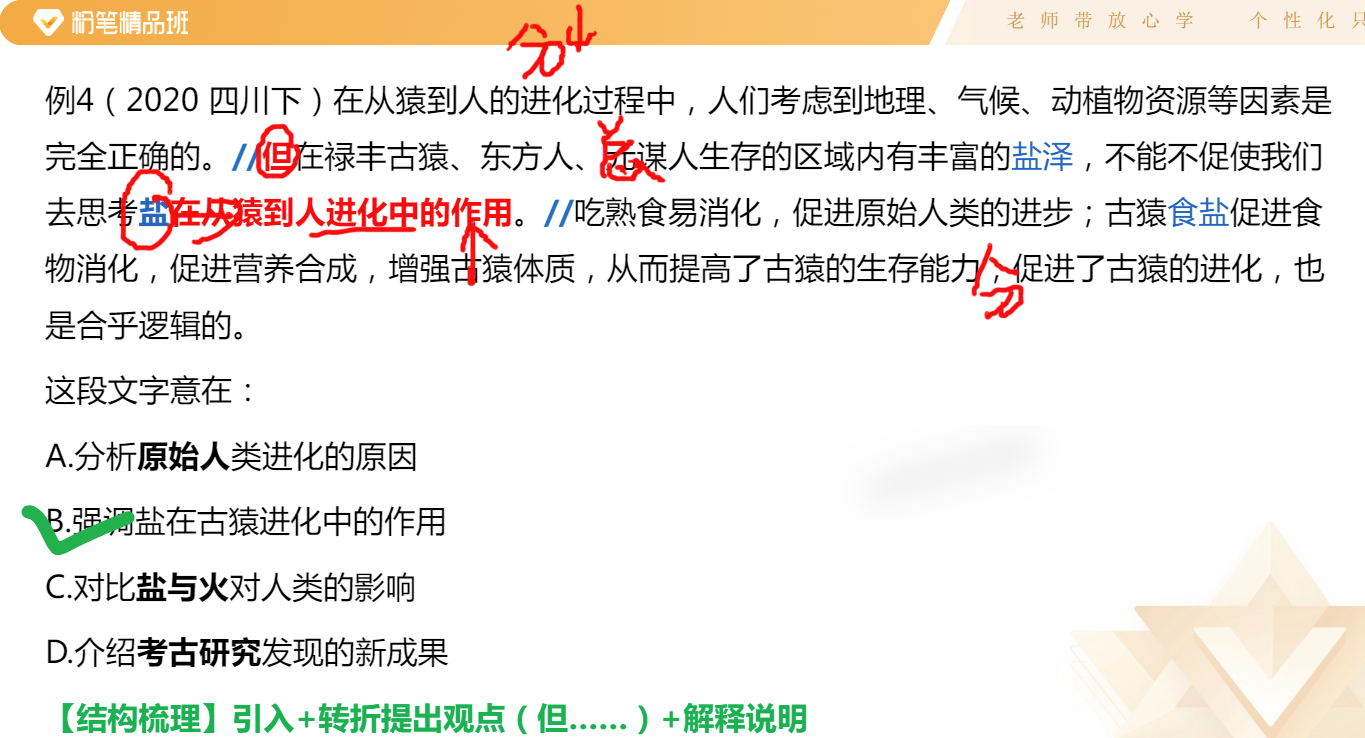 粉笔精品班
老师带放心学 个性化只
分
例4（2020 四川下）在从猿到人的进化过程中，人们考虑到地理、气候、动植物资源等因素是
总
完全正确的。//但在禄丰古猿、东方人、元谋人生存的区域内有丰富的盐泽，不能不促使我们
去思考盐在从猿到人进化中的作用。//吃熟食易消化，促进原始人类的进步；古猿食盐促进食
物消化，促进营养合成，增强古猿体质，从而提高了古猿的生存能力，促进了古猿的进化，也
分
是合乎逻辑的。
这段文字意在：
A.分析原始人类进化的原因
B.强调盐在古猿进化中的作用
C.对比盐与火对人类的影响
D.介绍考古研究发现的新成果
【结构梳理】引入+转折提出观点（但……）+解释说明